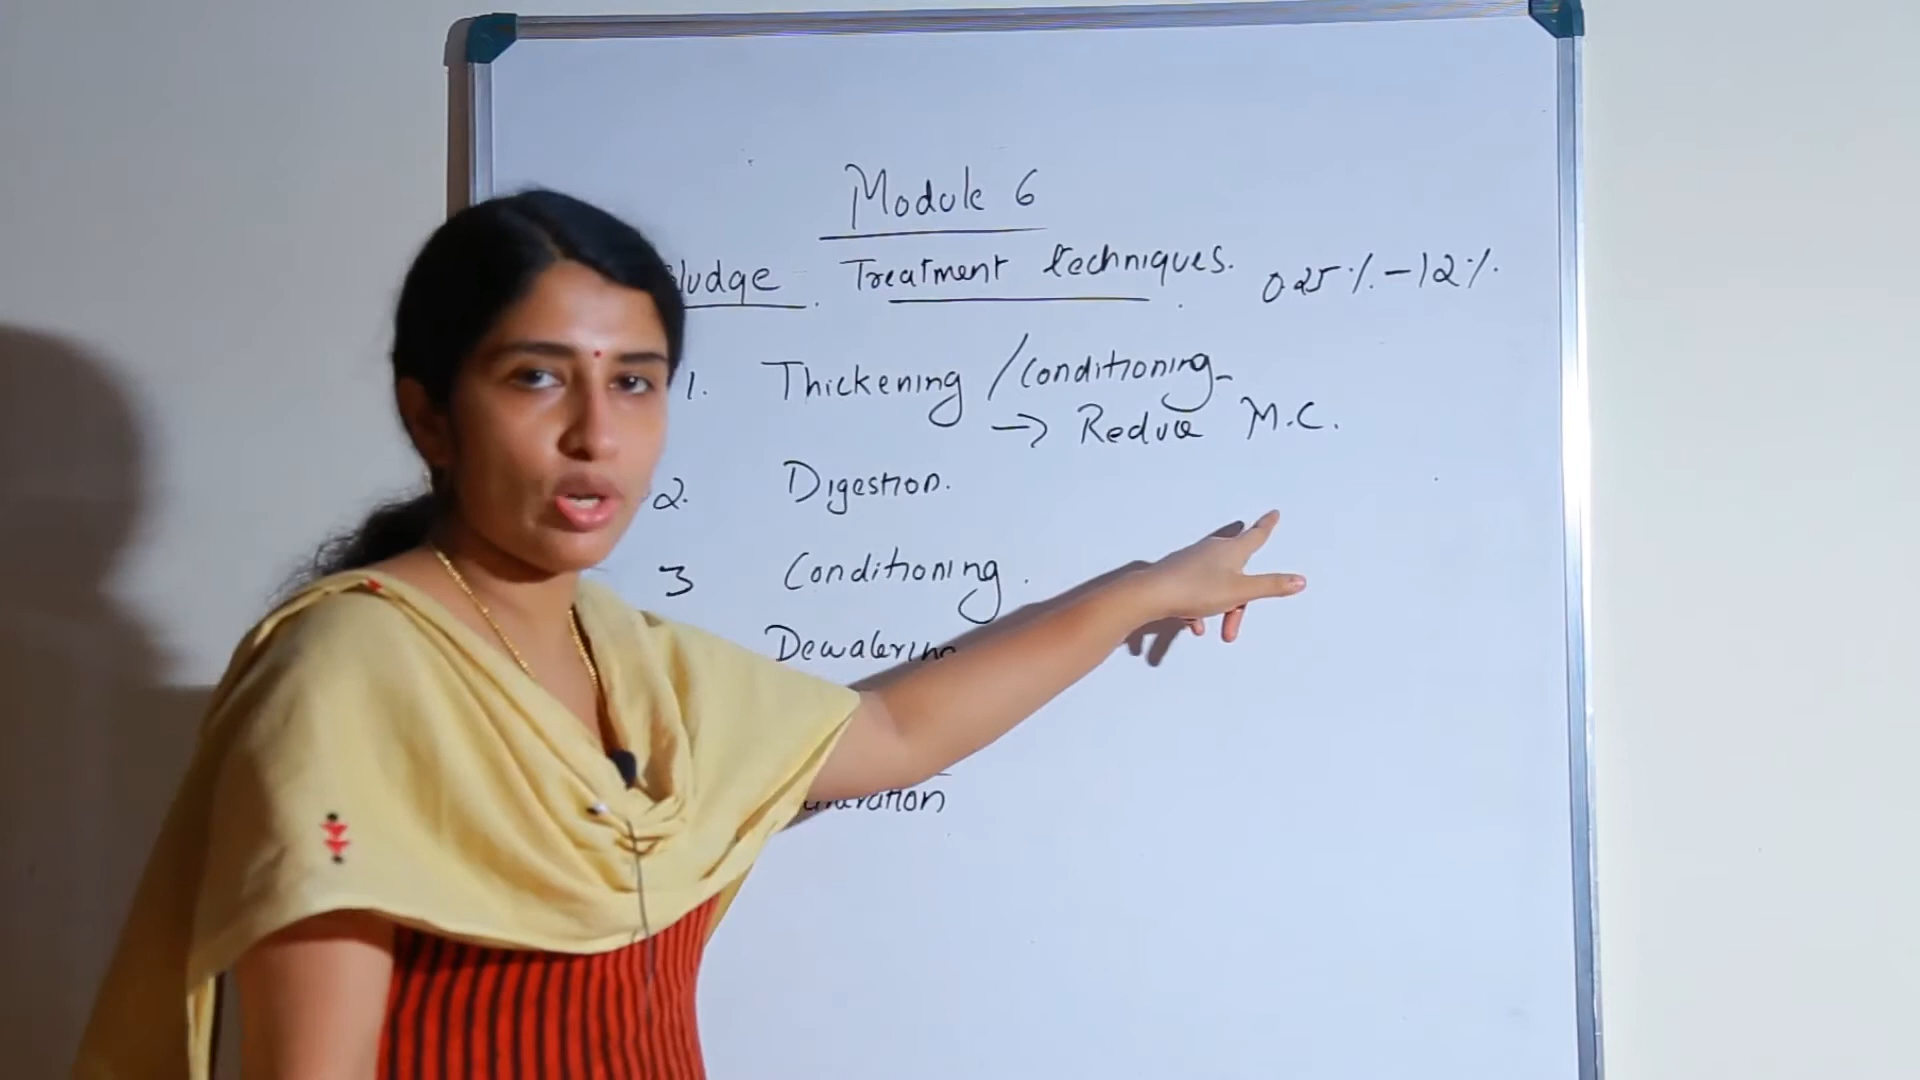 Module 6
Treatment techniques. 0.25% - 12%.
1. Thickening / Conditioning
→ Reduce M.C.
2. Digestion.
3 Conditioning.